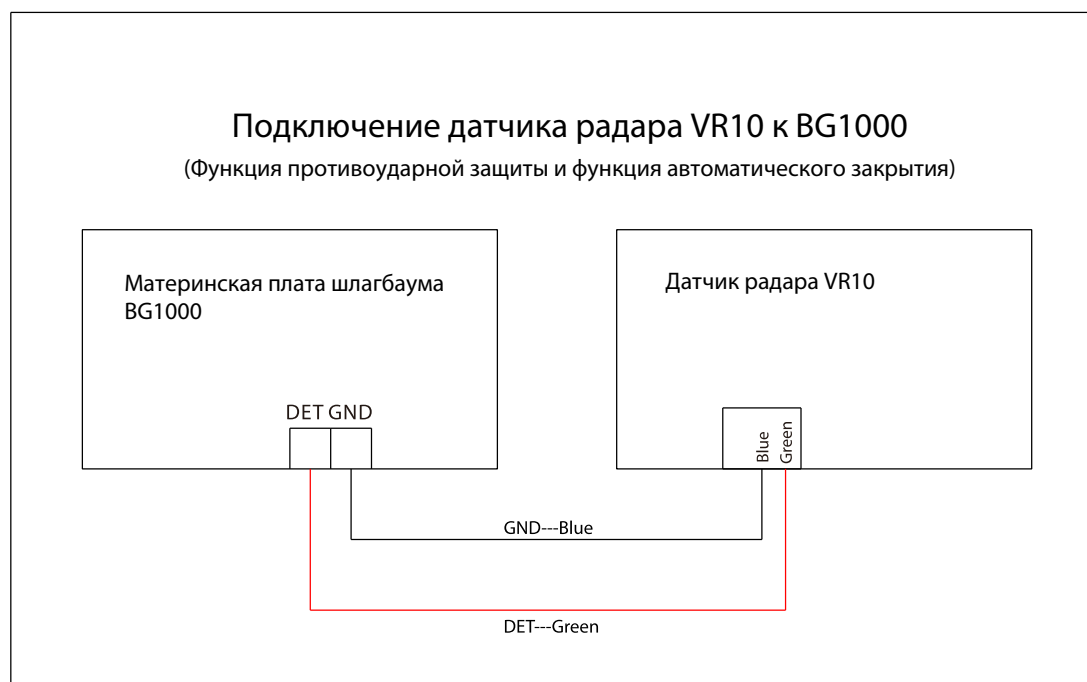 Подключение датчика радара VR10 к BG1000
(Функция противоударной защиты и функция автоматического закрытия)
Материнская плата шлагбаума
BG1000
DET GND
Датчик радара VR10
Blue
Green
GND---Blue
DET---Green